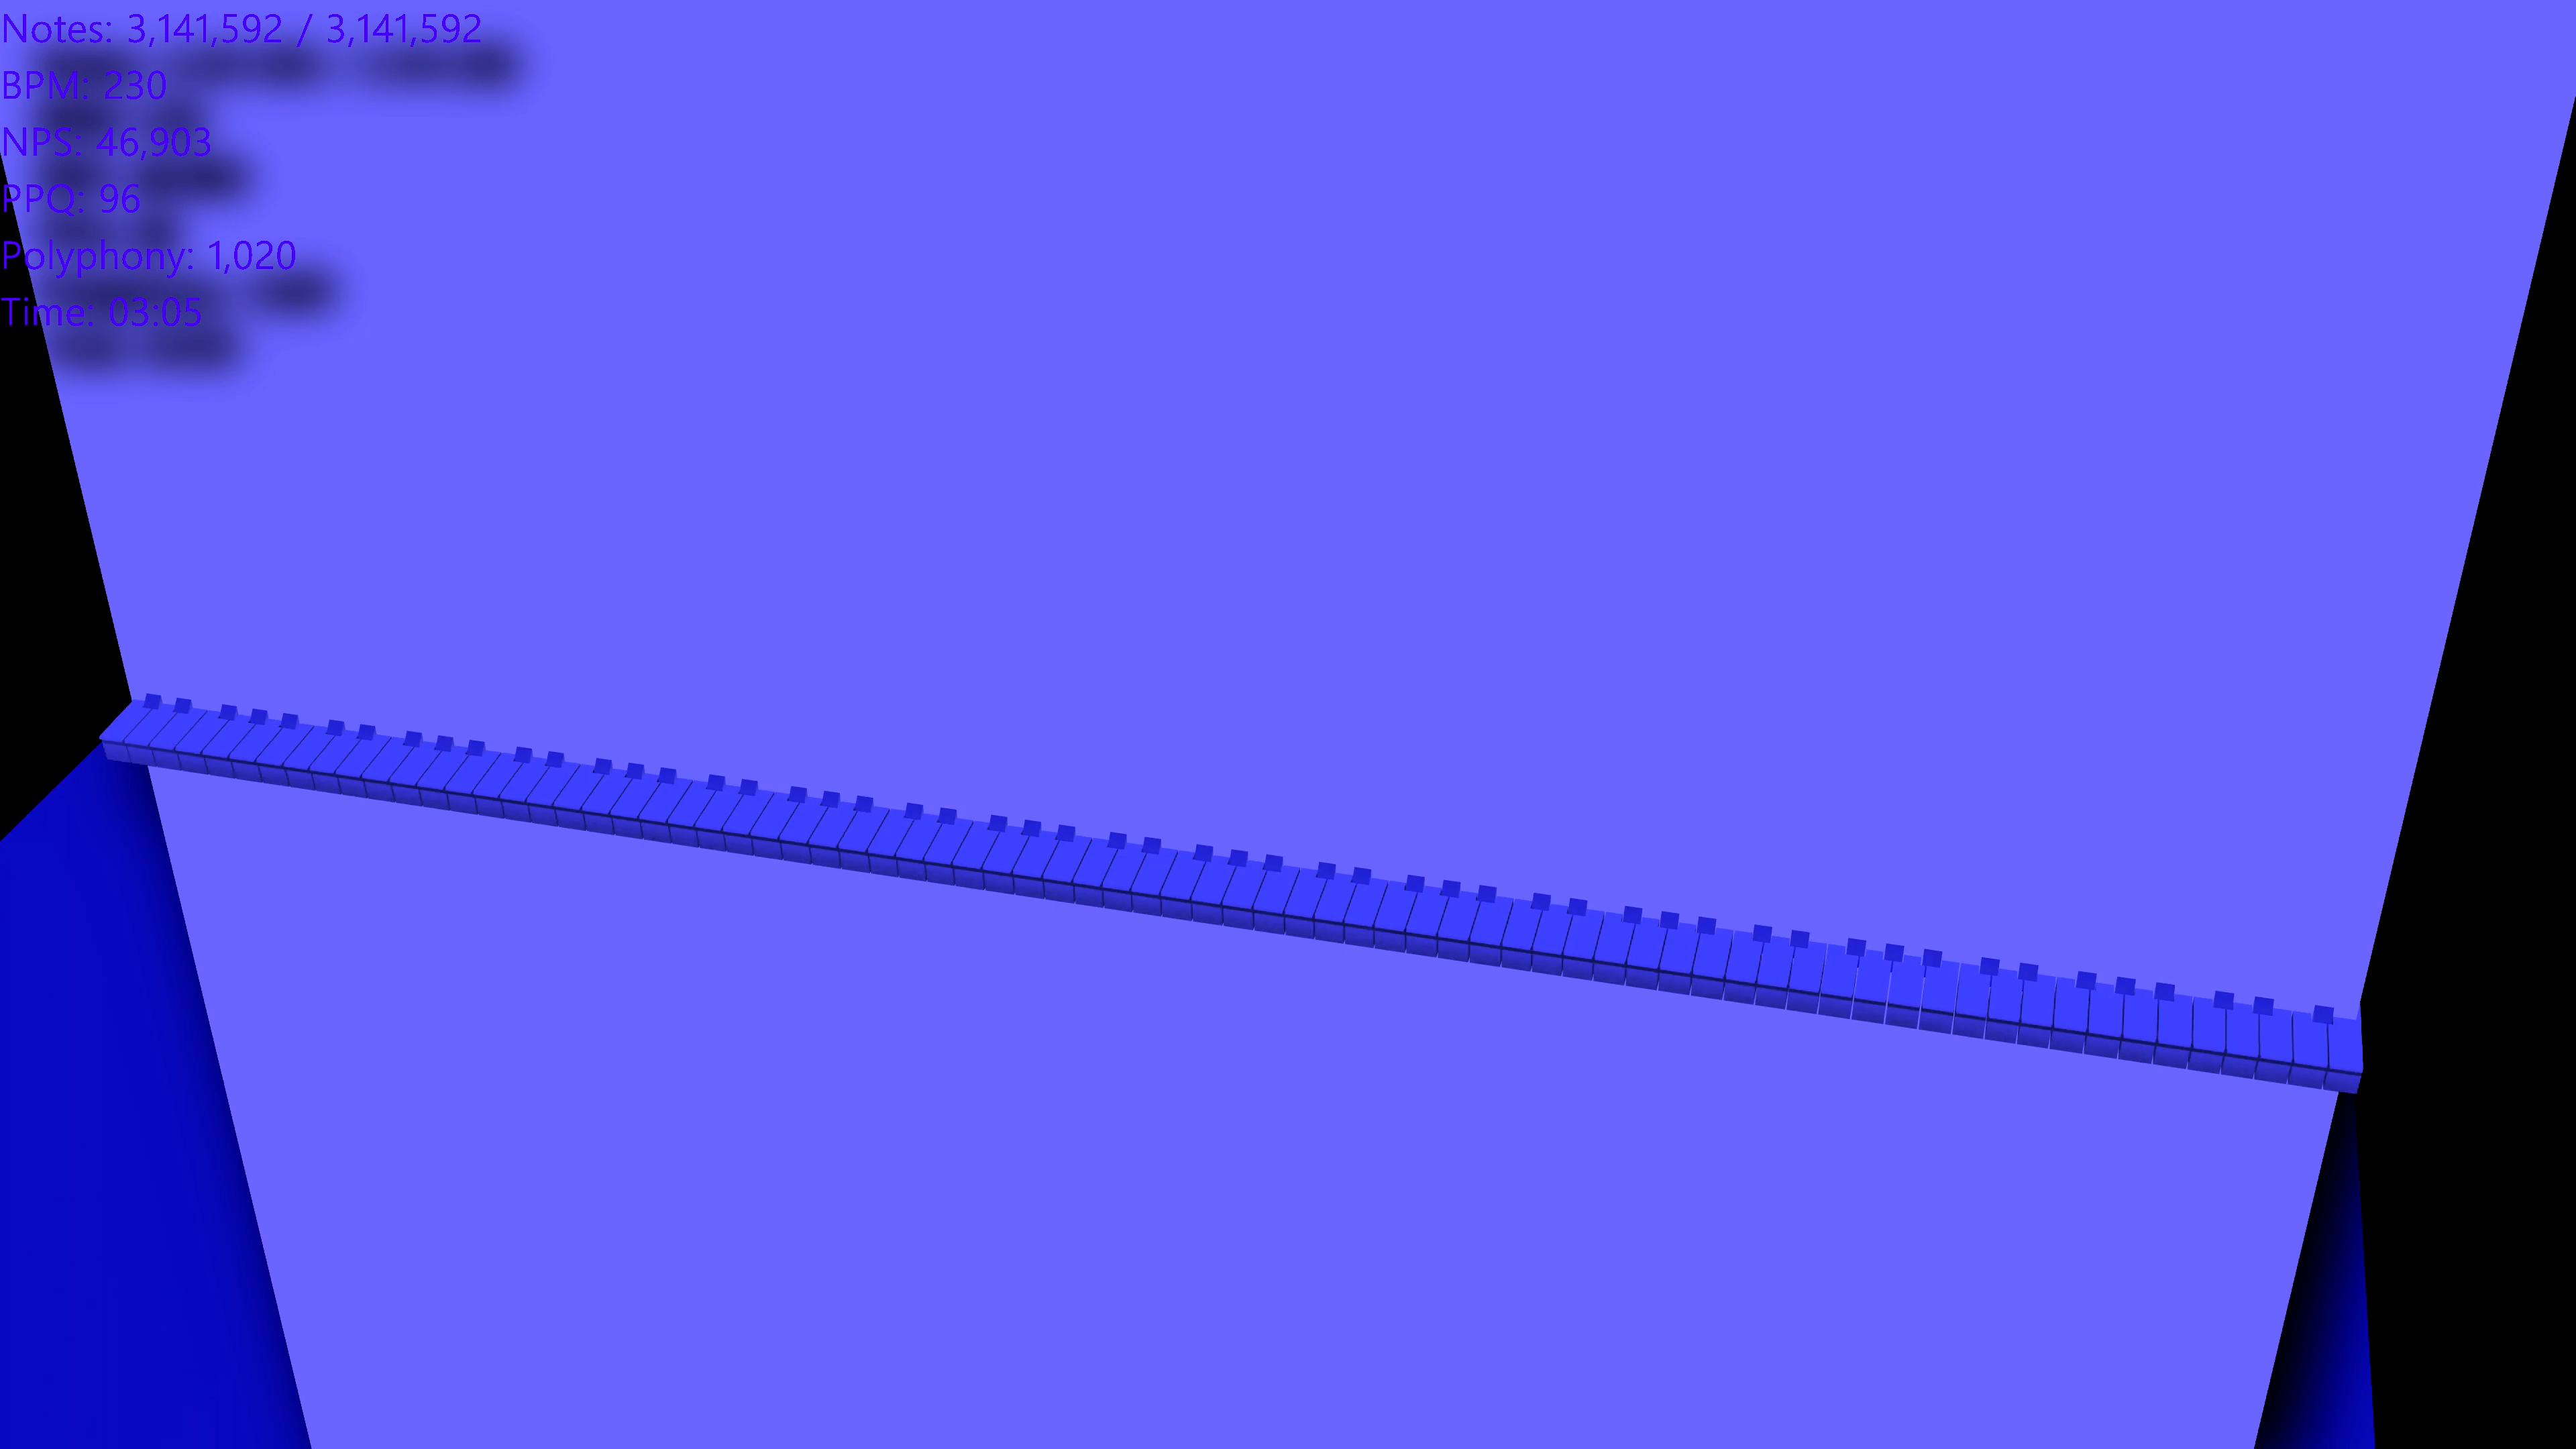 Notes: 3,141,592 / 3,141,592
BPM: 230
NPS: 46,903
PPQ: 96
Polyphony: 1,020
Time: 03:05